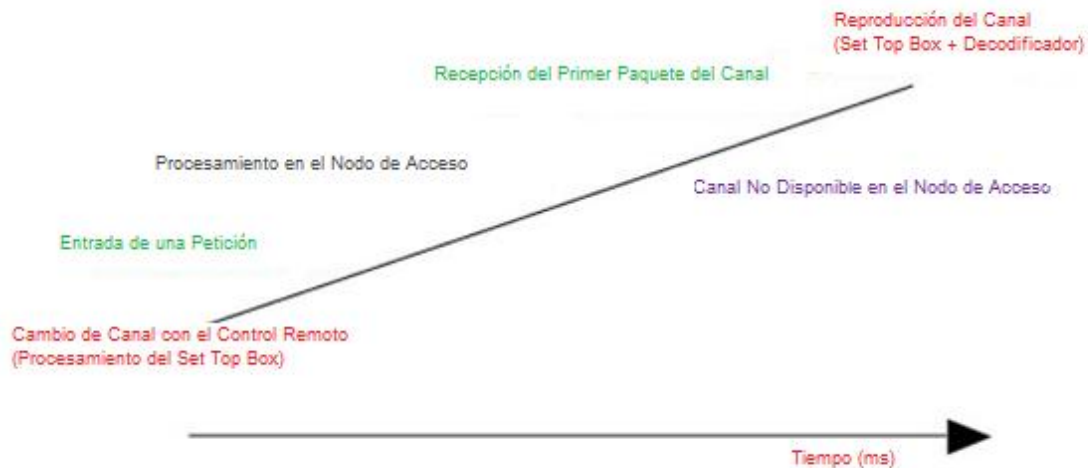 Reproducción del Canal
(Set Top Box + Decodificador)
Recepción del Primer Paquete del Canal
Procesamiento en el Nodo de Acceso
Canal No Disponible en el Nodo de Acceso
Entrada de una Petición
Cambio de Canal con el Control Remoto
(Procesamiento del Set Top Box)
Tiempo (ms)